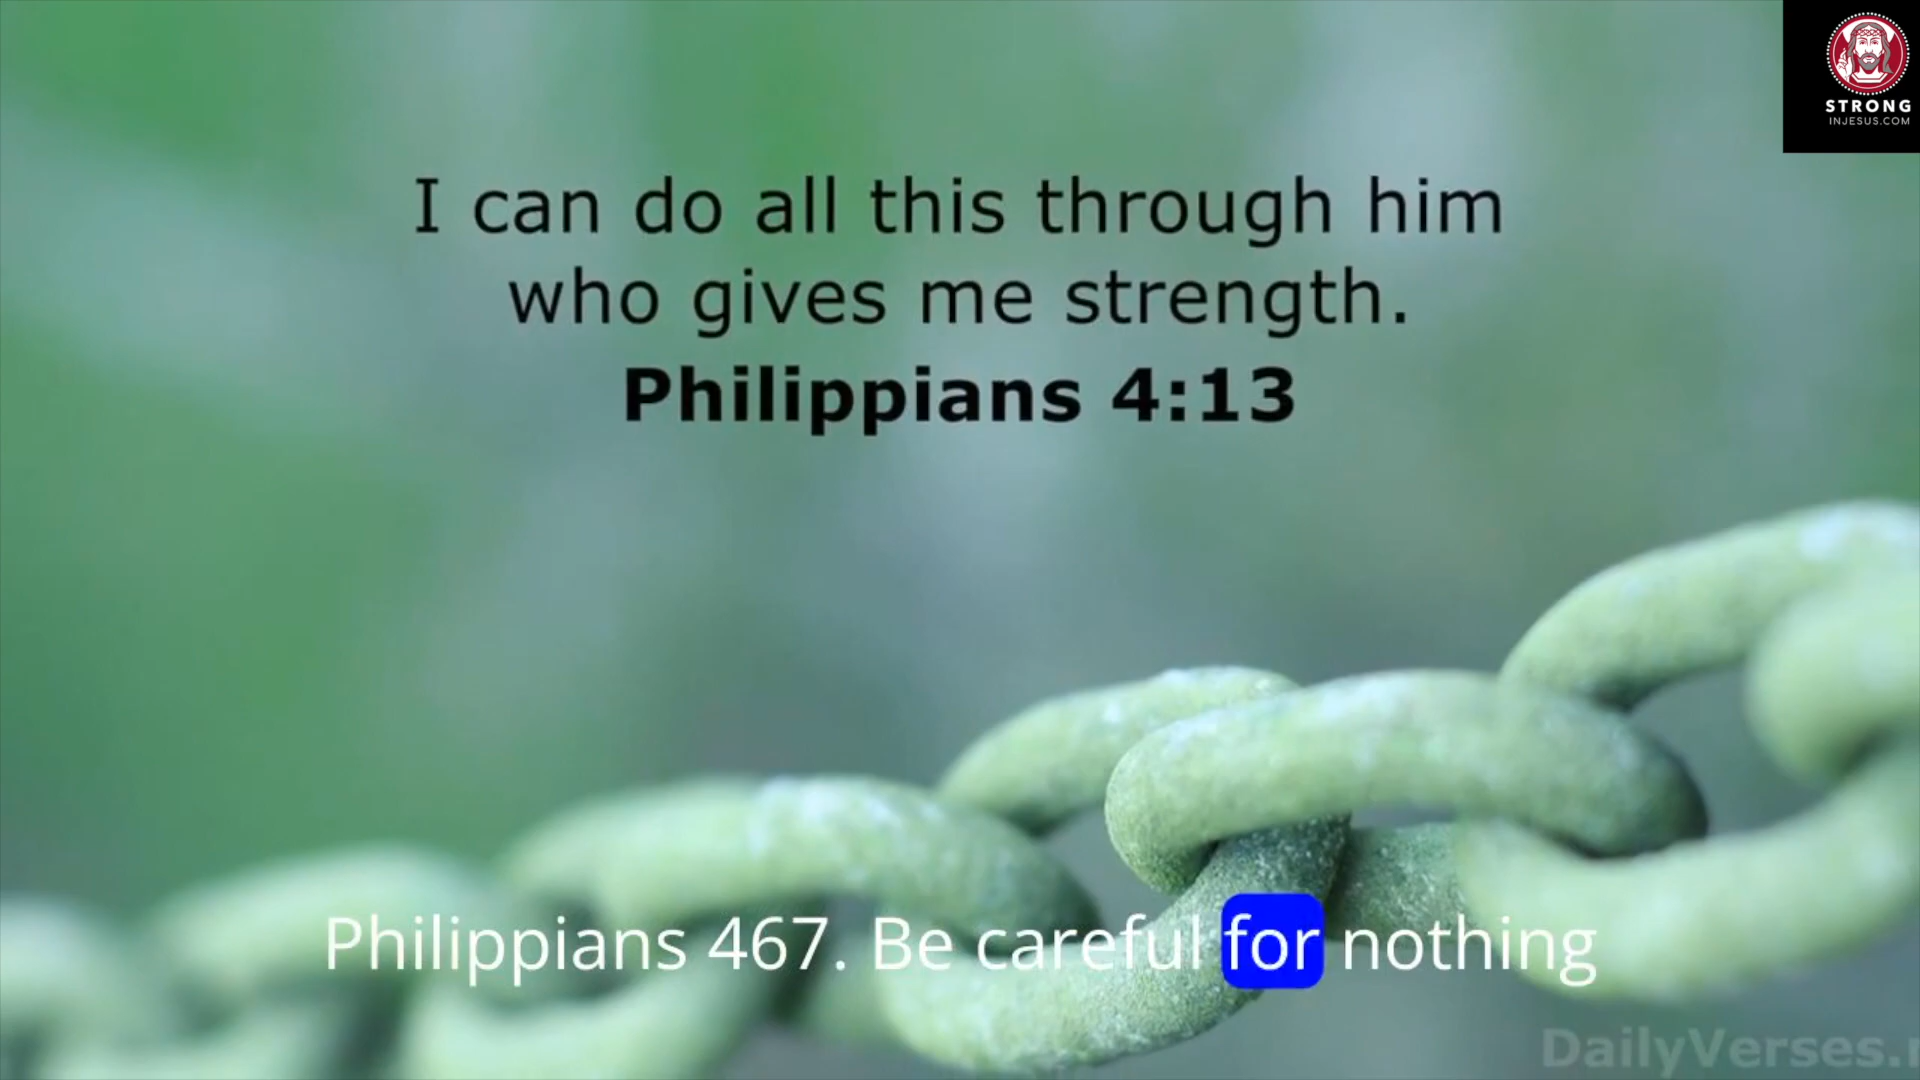 STRONG
INJESUS.COM
I can do all this through him
who gives me strength.
Philippians 4:13
Philippians 467. Be careful for nothing
DailyVerses.n